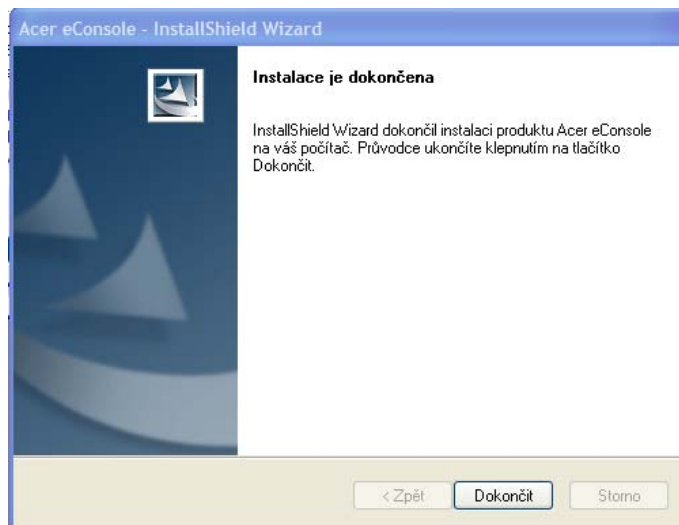 Acer eConsole - InstallShield Wizard
Instalace je dokončena
InstallShield Wizard dokončil instalaci produktu Acer eConsole
na váš počítač. Průvodce ukončíte klepnutím na tlačítko
Dokončit.
< Zpět Dokončit Storno